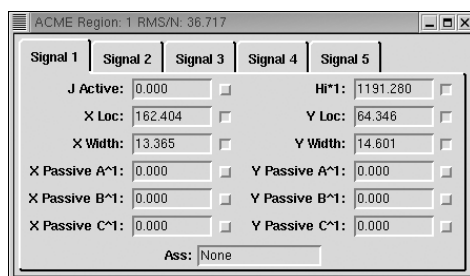 ACME Region: 1 RMS/N: 36.717
Signal 1 Signal 2 Signal 3 Signal 4 Signal 5
J Active: 0.000 Hi*1: 1191.280
X Loc: 162.404 Y Loc: 64.346
X Width: 13.365 Y Width: 14.601
X Passive A^1: 0.000 Y Passive A^1: 0.000
X Passive B^1: 0.000 Y Passive B^1: 0.000
X Passive C^1: 0.000 Y Passive C^1: 0.000
Ass: None